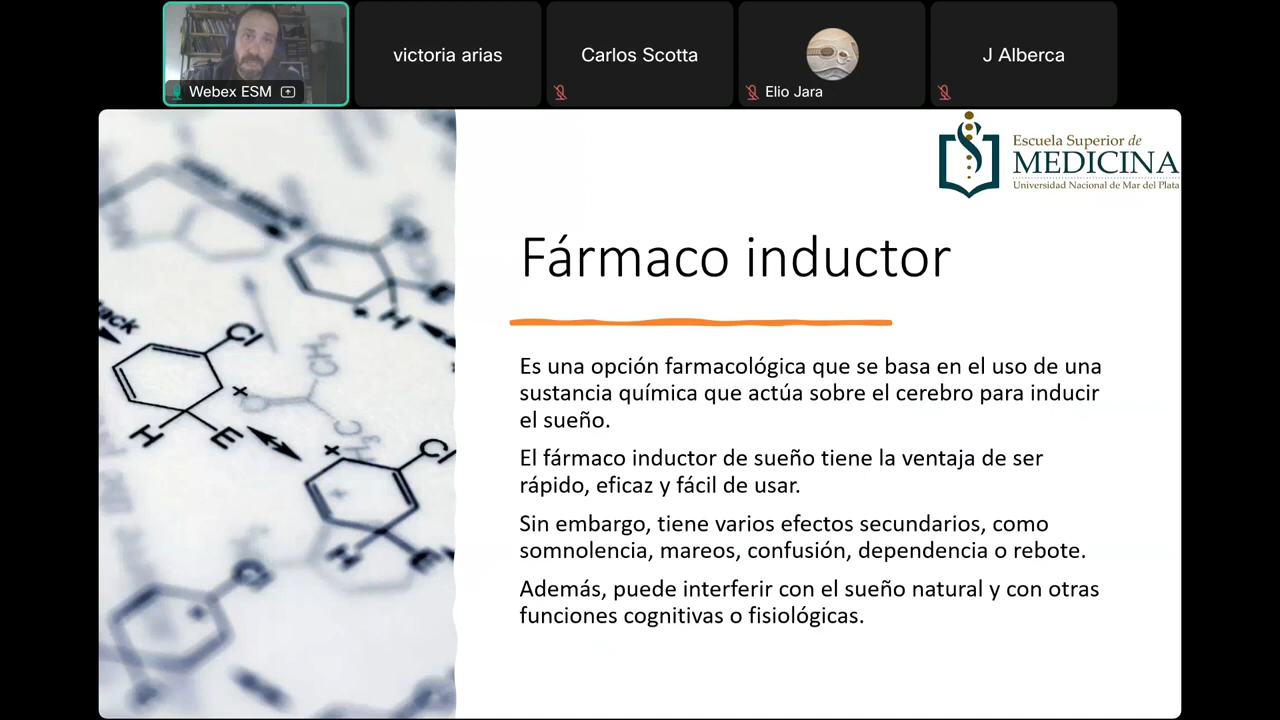 Webex ESM
victoria arias
Carlos Scotta
Elio Jara
J Alberca
Escuela Superior de
MEDICINA
Universidad Nacional de Mar del Plata
Fármaco inductor
Es una opción farmacológica que se basa en el uso de una
sustancia química que actúa sobre el cerebro para inducir
el sueño.
El fármaco inductor de sueño tiene la ventaja de ser
rápido, eficaz y fácil de usar.
Sin embargo, tiene varios efectos secundarios, como
somnolencia, mareos, confusión, dependencia o rebote.
Además, puede interferir con el sueño natural y con otras
funciones cognitivas o fisiológicas.
Cl
H
E
H
Cl
H